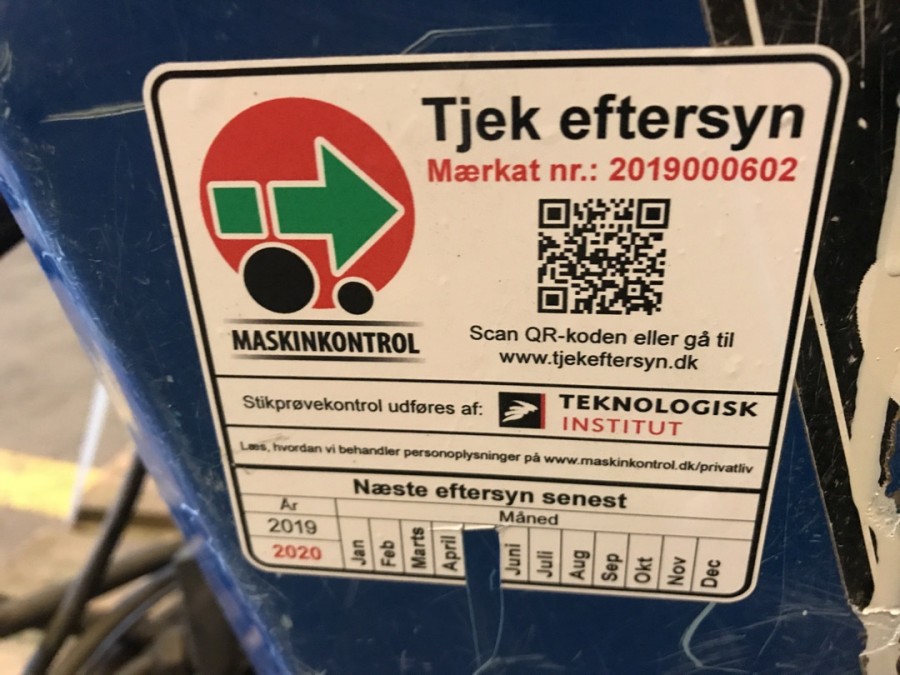 Tjek eftersyn
Mærkat nr.: 2019000602
MASKINKONTROL
Scan QR-koden eller gå til
www.tjekeftersyn.dk
Stikprøvekontrol udføres af: TEKNOLOGISK
INSTITUT
Læs, hvordan vi behandler personoplysninger på www.maskinkontrol.dk/privatliv
Næste eftersyn senest
År Måned
2019
2020
Jan Feb Marts April Juni Juli Aug Sep Okt Nov Dec